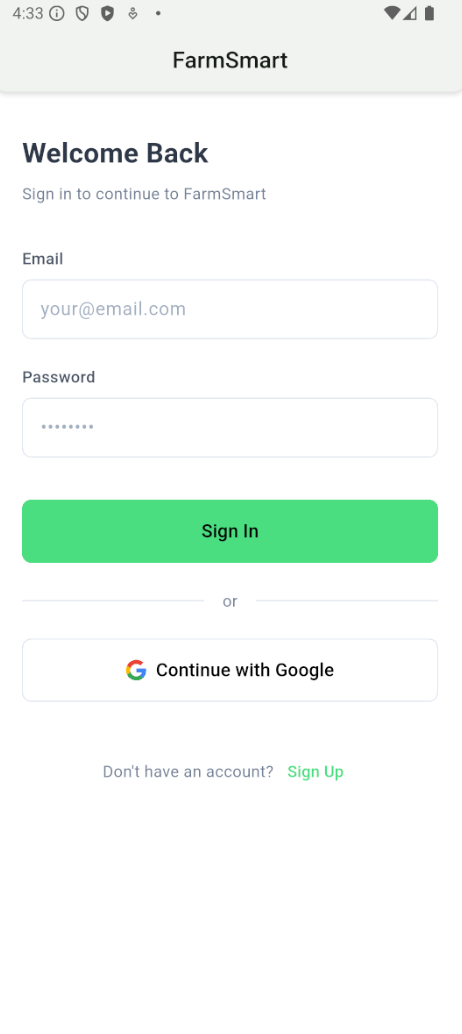 4:33
FarmSmart
Welcome Back
Sign in to continue to FarmSmart
Email
your@email.com
Password
••••••••
Sign In
or
Continue with Google
Don't have an account? Sign Up